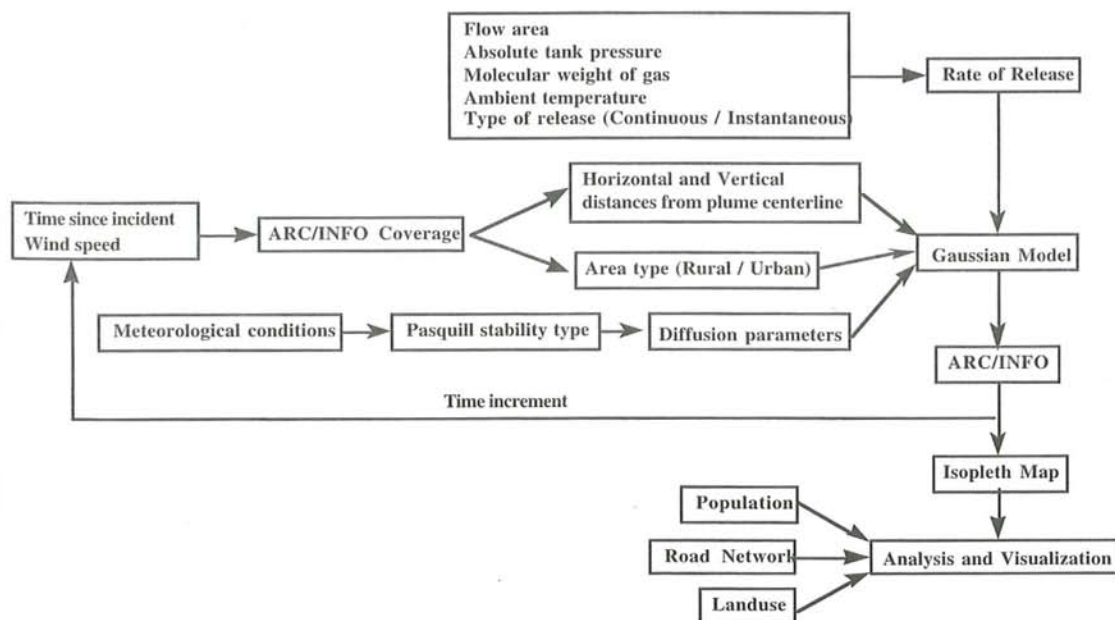 Flow area
Absolute tank pressure
Molecular weight of gas
Ambient temperature
Type of release (Continuous / Instantaneous)
Rate of Release
Horizontal and Vertical
distances from plume centerline
Time since incident
Wind speed
ARC/INFO Coverage
Gaussian Model
Area type (Rural / Urban)
Meteorological conditions
Pasquill stability type
Diffusion parameters
ARC/INFO
Time increment
Isopleth Map
Population
Road Network
Analysis and Visualization
Landuse